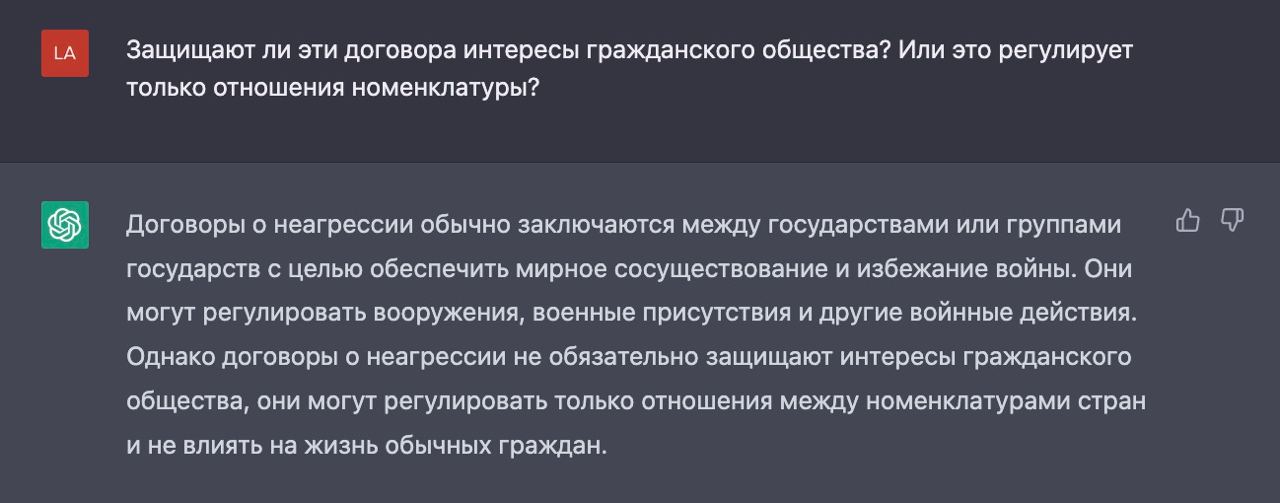 LA
Защищают ли эти договора интересы гражданского общества? Или это регулирует
только отношения номенклатуры?
Договоры о неагрессии обычно заключаются между государствами или группами
государств с целью обеспечить мирное сосуществование и избежание войны. Они
могут регулировать вооружения, военные присутствия и другие войнные действия.
Однако договоры о неагрессии не обязательно защищают интересы гражданского
общества, они могут регулировать только отношения между номенклатурами стран
и не влиять на жизнь обычных граждан.